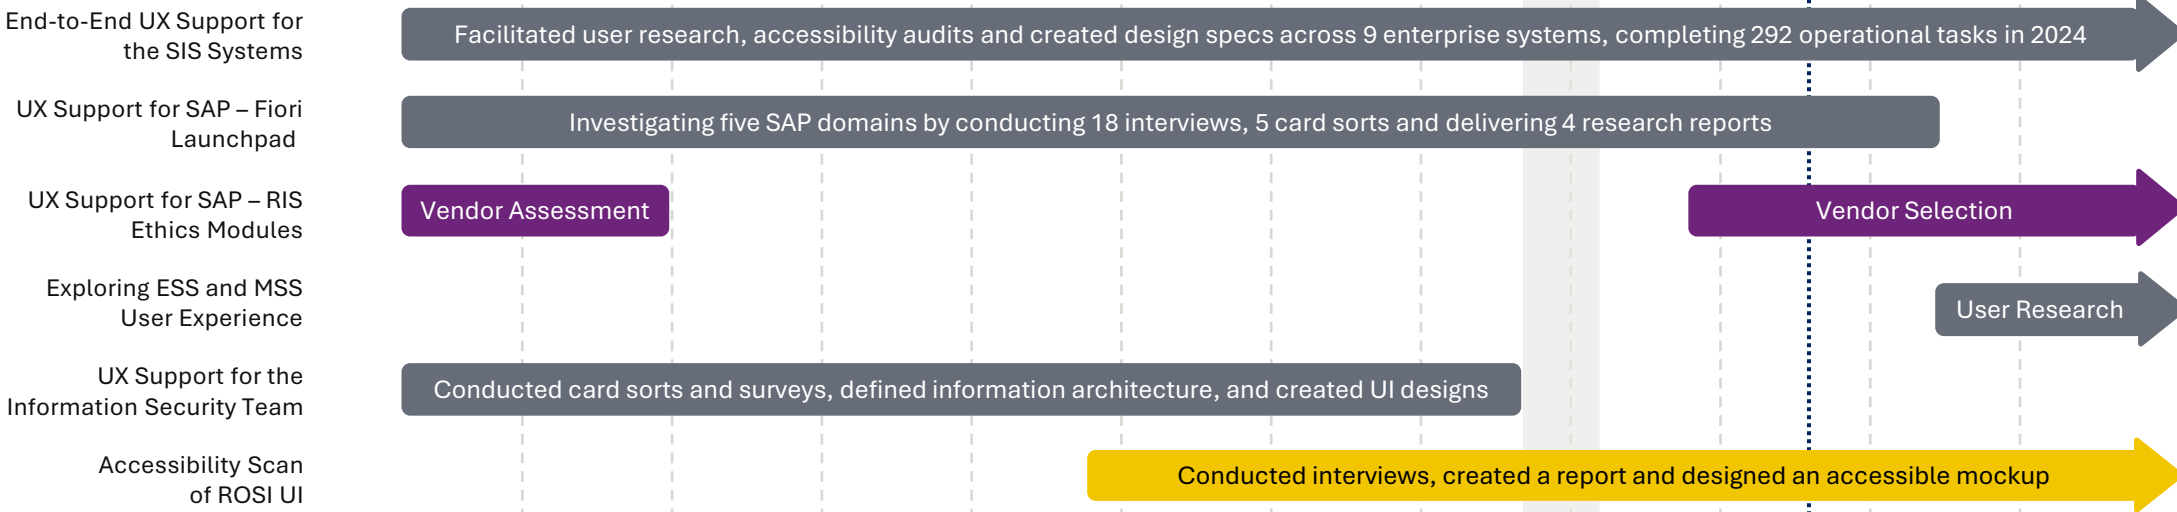 End-to-End UX Support for
the SIS Systems
Facilitated user research, accessibility audits and created design specs across 9 enterprise systems, completing 292 operational tasks in 2024
UX Support for SAP – Fiori
Launchpad
Investigating five SAP domains by conducting 18 interviews, 5 card sorts and delivering 4 research reports
UX Support for SAP – RIS
Ethics Modules
Vendor Assessment
Vendor Selection
Exploring ESS and MSS
User Experience
User Research
UX Support for the
Information Security Team
Conducted card sorts and surveys, defined information architecture, and created UI designs
Accessibility Scan
of ROSI UI
Conducted interviews, created a report and designed an accessible mockup